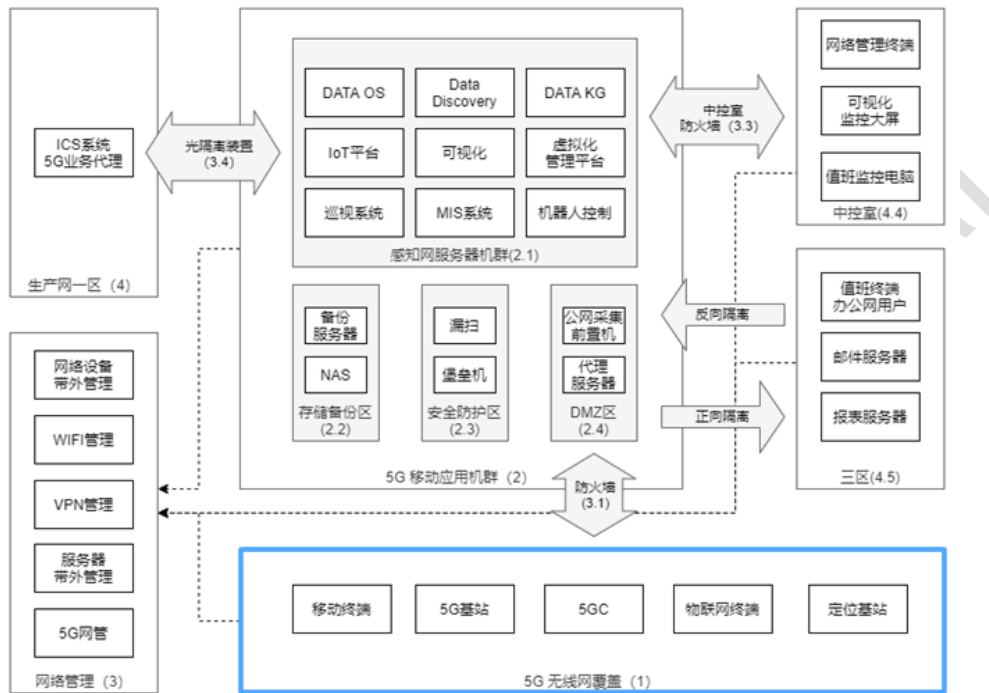 ICS系统
5G业务代理
生产网一区（4）
光隔离装置
(3.4)
DATA OS
Data
Discovery
DATA KG
IoT平台
可视化
虚拟化
管理平台
巡视系统
MIS系统
机器人控制
感知网服务器机群(2.1)
备份
服务器
NAS
存储备份区
(2.2)
漏扫
堡垒机
安全防护区
(2.3)
公网采集
前置机
代理
服务器
DMZ区
(2.4)
5G 移动应用机群（2）
中控室
防火墙 (3.3)
网络管理终端
可视化
监控大屏
值班监控电脑
中控室(4.4)
反向隔离
正向隔离
值班终端
办公网用户
邮件服务器
报表服务器
三区(4.5)
网络设备
带外管理
WIFI管理
VPN管理
服务器
带外管理
5G网管
网络管理（3）
防火墙
(3.1)
移动终端
5G基站
5GC
物联网终端
定位基站
5G 无线网覆盖（1）